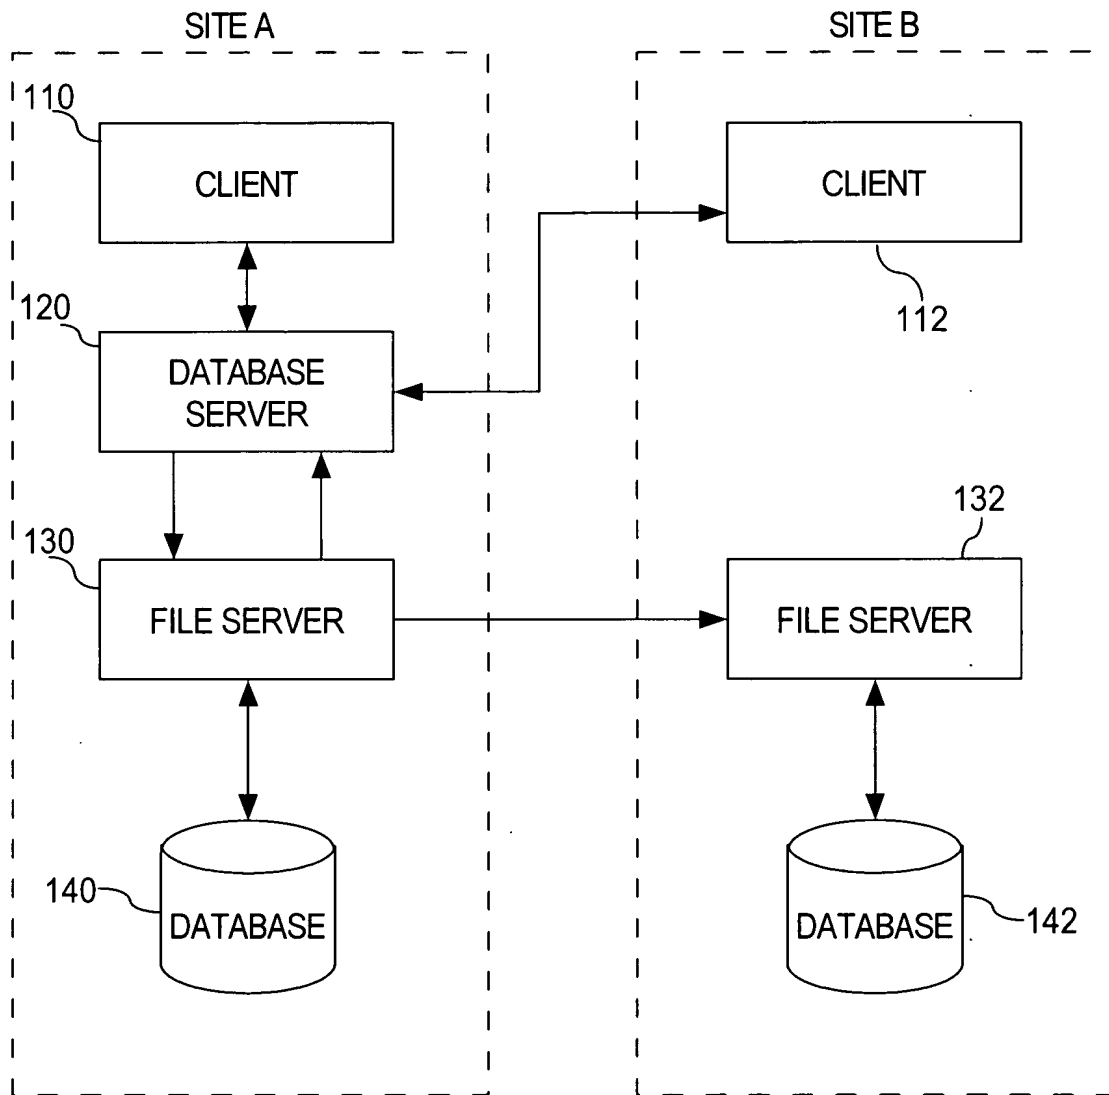 SITE A
SITE B
110
CLIENT
CLIENT
112
120
DATABASE
SERVER
130
FILE SERVER
132
FILE SERVER
140
DATABASE
DATABASE
142